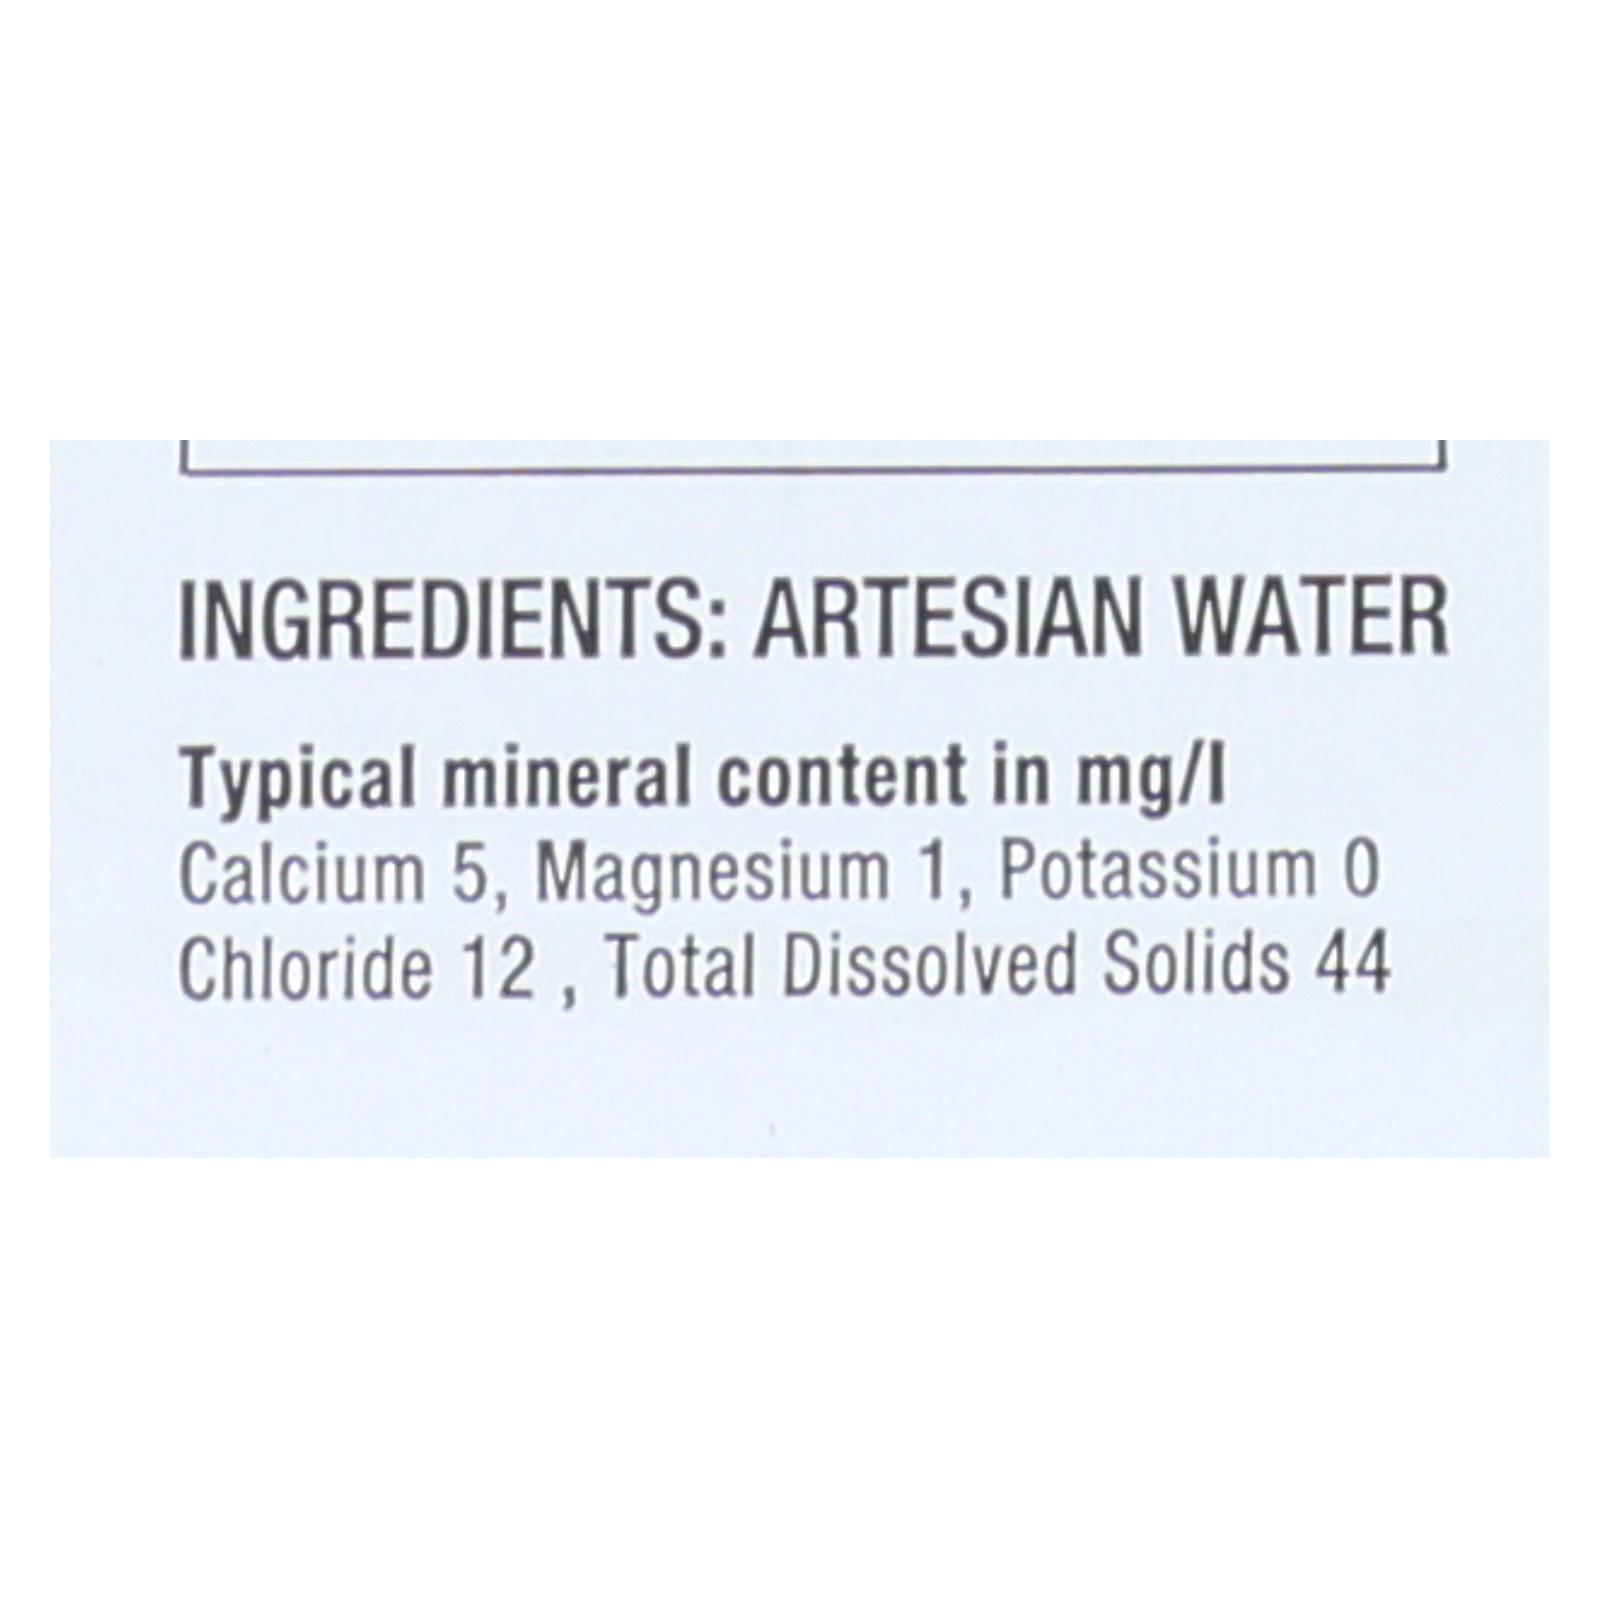 INGREDIENTS: ARTESIAN WATER
Typical mineral content in mg/l
Calcium 5, Magnesium 1, Potassium 0
Chloride 12 , Total Dissolved Solids 44